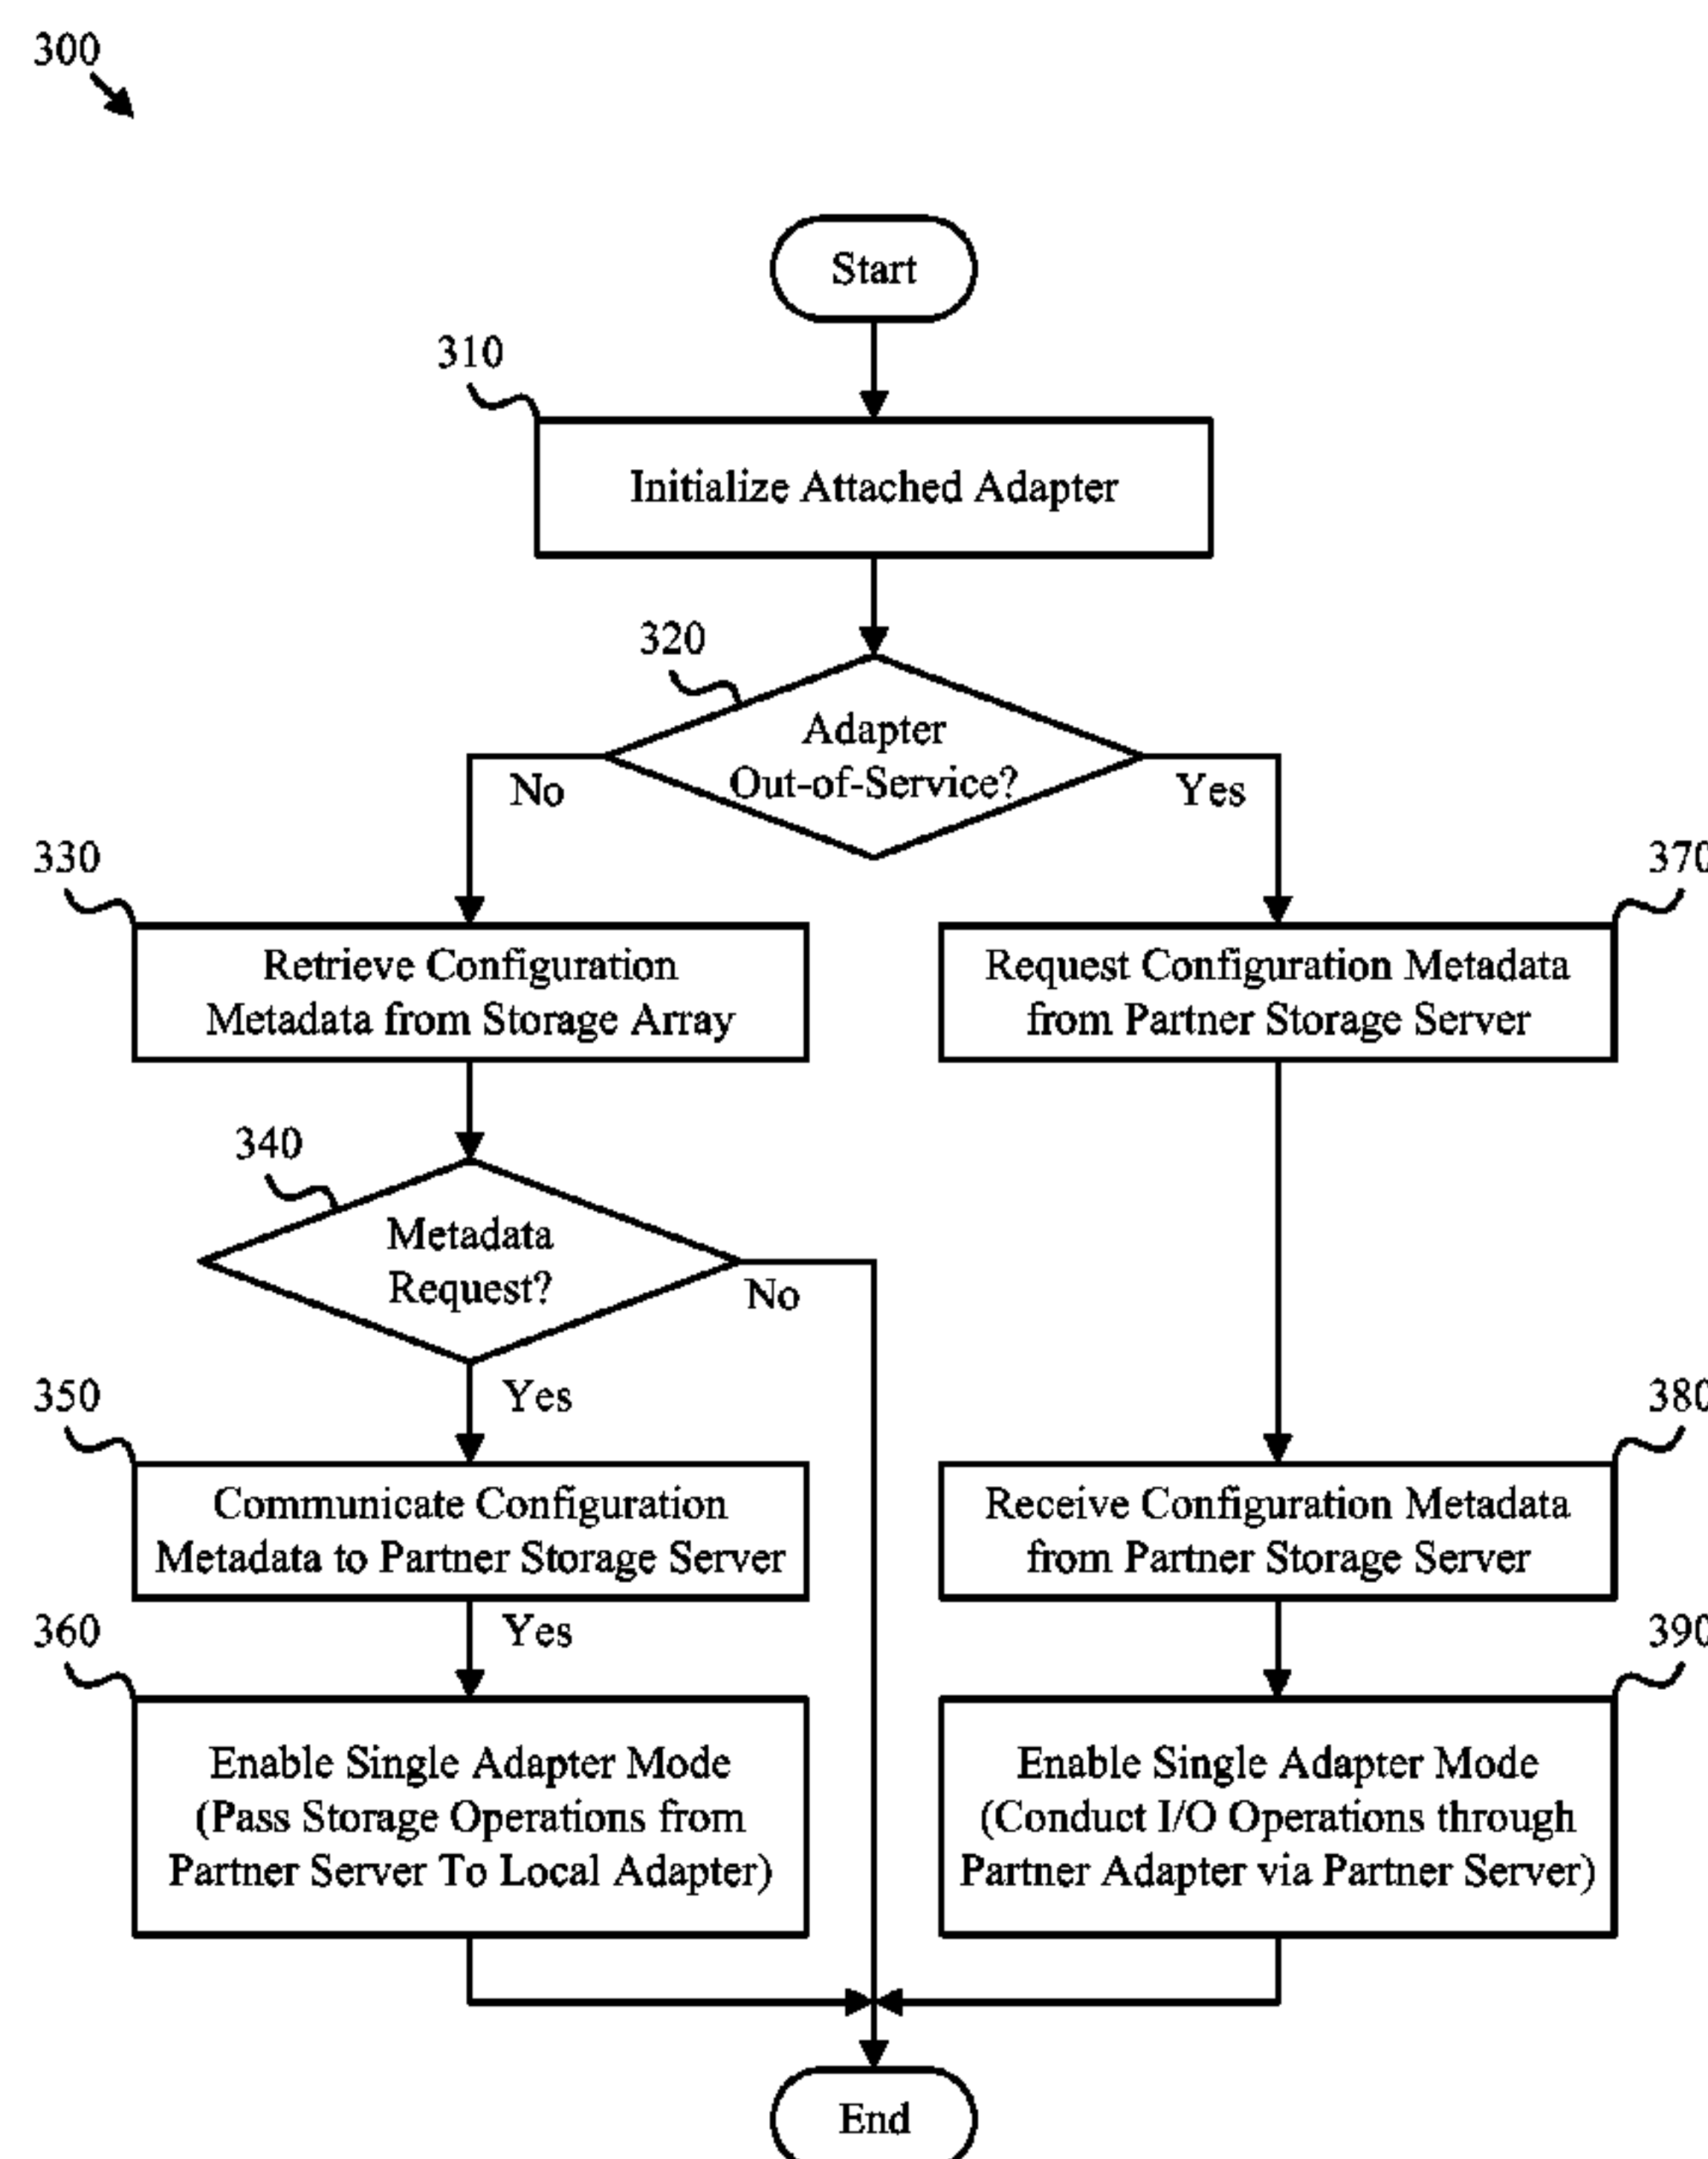 300
Start
310
Initialize Attached Adapter
320
Adapter
Out-of-Service?
No
Yes
330
370
Retrieve Configuration
Metadata from Storage Array
Request Configuration Metadata
from Partner Storage Server
340
Metadata
Request?
No
Yes
350
380
Communicate Configuration
Metadata to Partner Storage Server
Receive Configuration Metadata
from Partner Storage Server
Yes
360
390
Enable Single Adapter Mode
(Pass Storage Operations from
Partner Server To Local Adapter)
Enable Single Adapter Mode
(Conduct I/O Operations through
Partner Adapter via Partner Server)
End